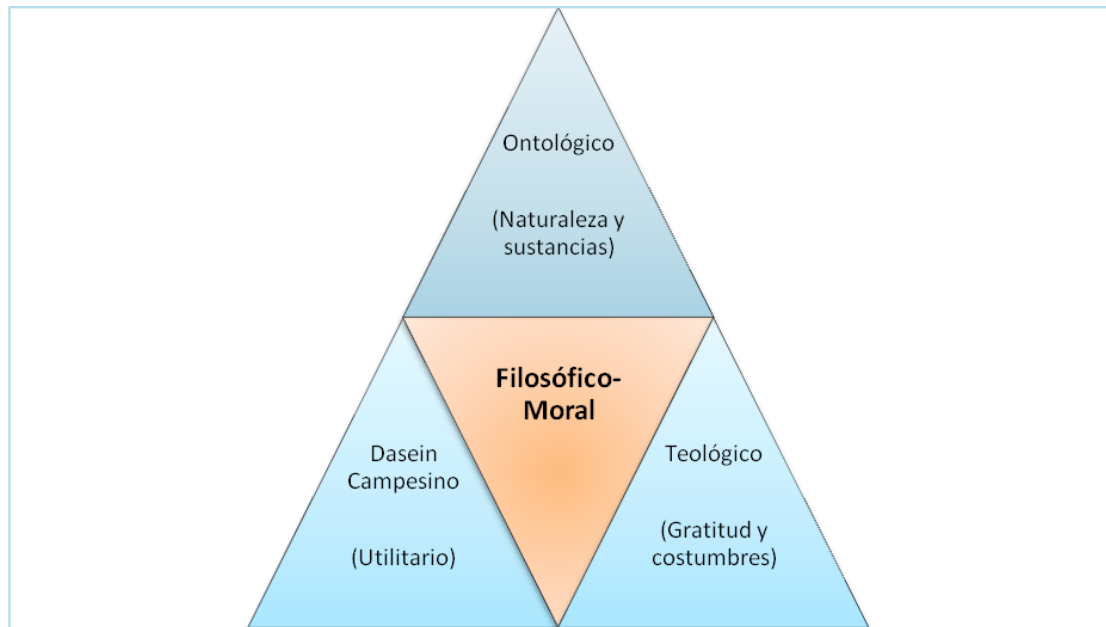 Ontológico
(Naturaleza y
sustancias)
Filosófico-
Moral
Dasein
Campesino
(Utilitario)
Teológico
(Gratitud y
costumbres)